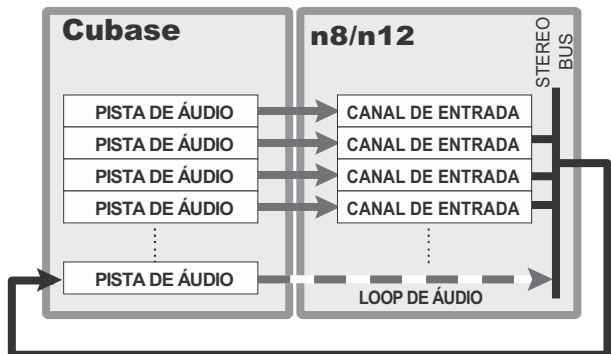 Cubase
n8/n12
STEREO
BUS
PISTA DE ÁUDIO
CANAL DE ENTRADA
PISTA DE ÁUDIO
CANAL DE ENTRADA
PISTA DE ÁUDIO
CANAL DE ENTRADA
PISTA DE ÁUDIO
CANAL DE ENTRADA
PISTA DE ÁUDIO
LOOP DE ÁUDIO